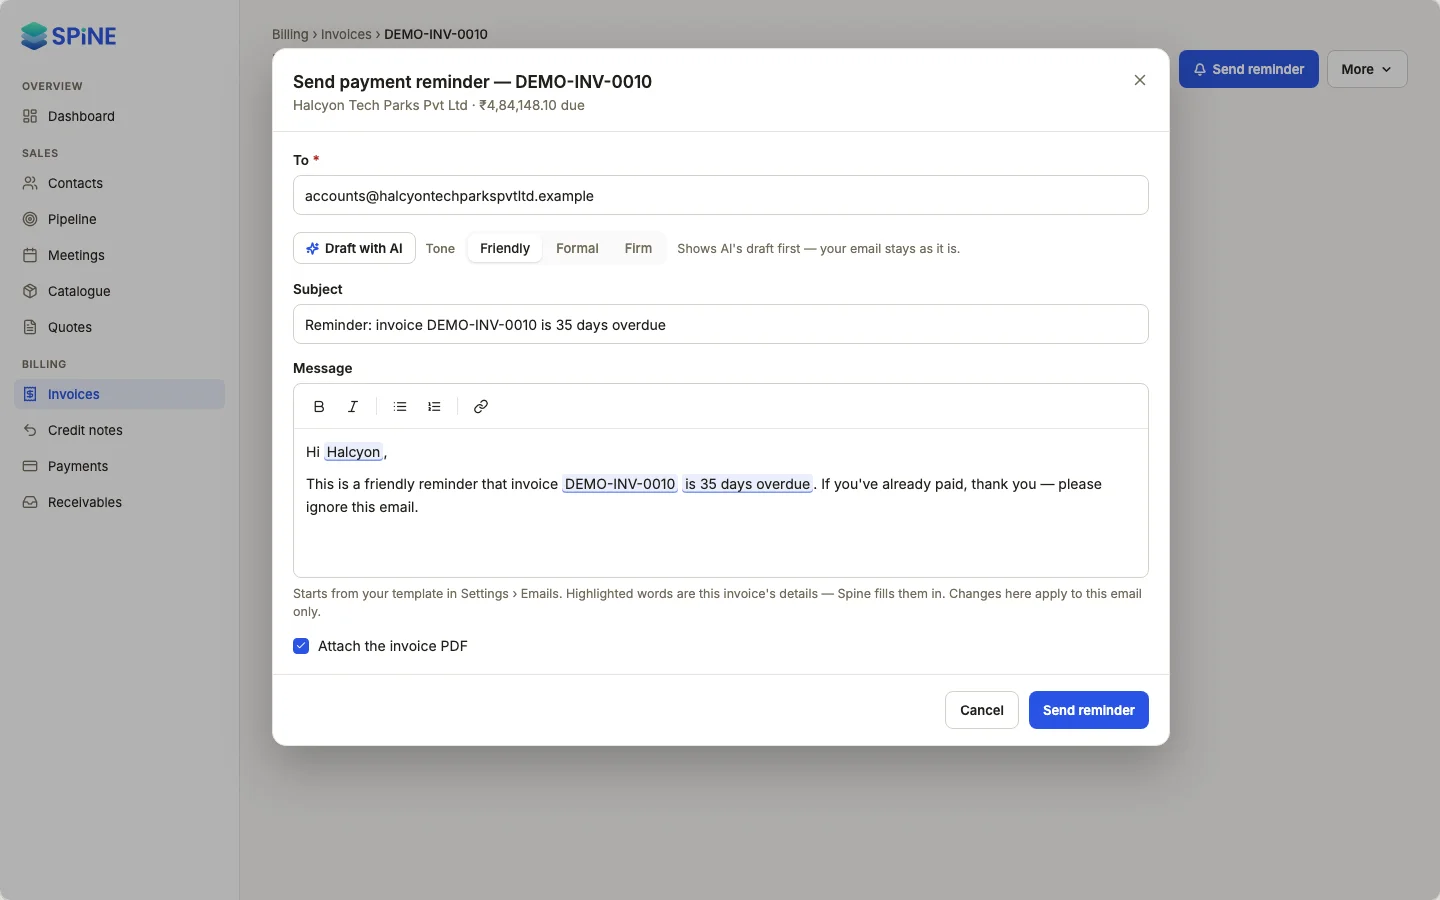 SPiNE
OVERVIEW
Dashboard
SALES
Contacts
Pipeline
Meetings
Catalogue
Quotes
BILLING
Invoices
Credit notes
Payments
Receivables
Billing › Invoices › DEMO-INV-0010
Send reminder
More
Send payment reminder — DEMO-INV-0010
Halcyon Tech Parks Pvt Ltd · ₹4,84,148.10 due
To *
accounts@halcyontechparkspvtltd.example
Draft with AI Tone Friendly Formal Firm Shows AI's draft first — your email stays as it is.
Subject
Reminder: invoice DEMO-INV-0010 is 35 days overdue
Message
B I
Hi Halcyon,
This is a friendly reminder that invoice DEMO-INV-0010 is 35 days overdue. If you've already paid, thank you — please
ignore this email.
Starts from your template in Settings › Emails. Highlighted words are this invoice's details — Spine fills them in. Changes here apply to this email
only.
Attach the invoice PDF
Cancel
Send reminder